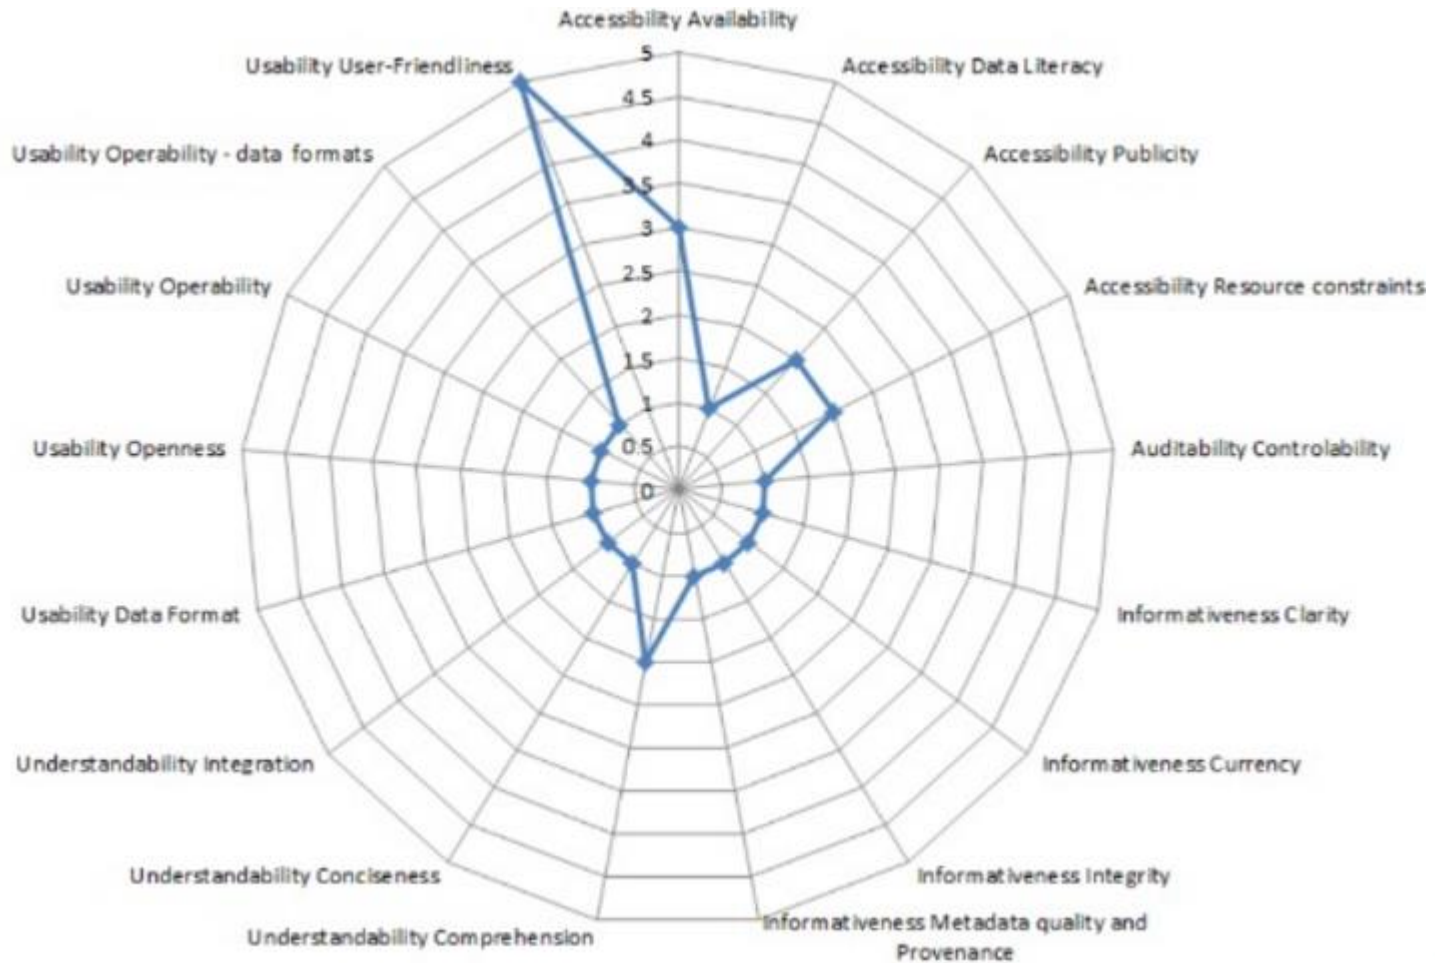 Accessibility Availability
Usability User-Friendliness
5
Accessibility Data Literacy
4.5
Usability Operability - data formats
4
Accessibility Publicity
3.5
3
Usability Operability
2.5
Accessibility Resource constraints
2
1.5
1
Usability Openness
0.5
Auditability Controlability
0
Usability Data Format
Informativeness Clarity
Understandability Integration
Informativeness Currency
Understandability Conciseness
Informativeness Integrity
Understandability Comprehension
Informativeness Metadata quality and
Provenance